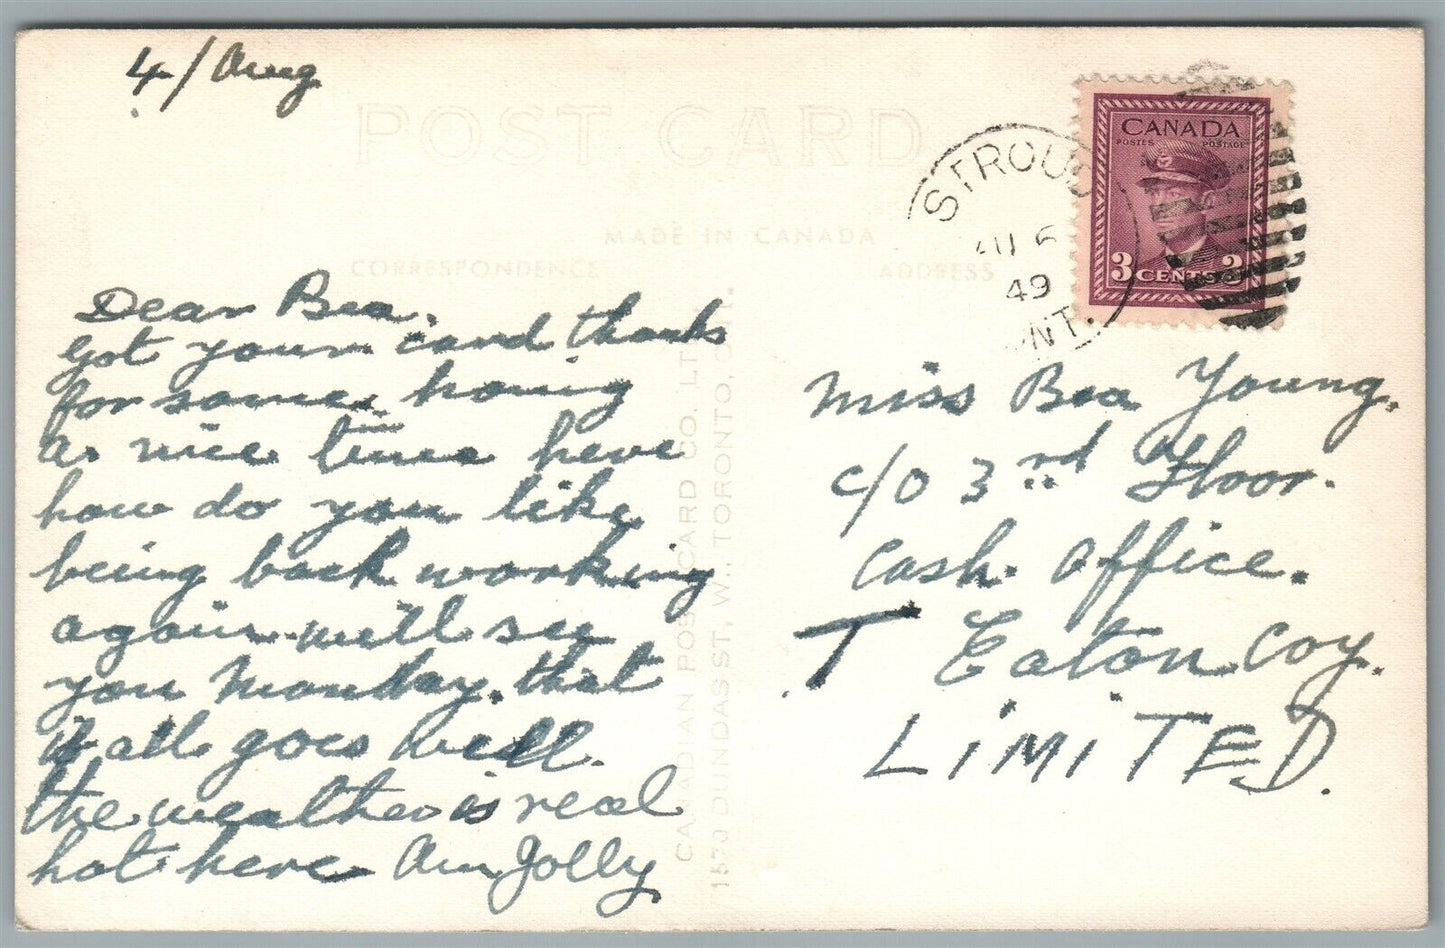 4/Aug
POST CARD
MADE IN CANADA
CORRESPONDENCE
ADDRESS
CANADA
POSTES POSTAGE
3 CENTS 3
STROUD
AU 6
49
ONT.
Dear Bea.
Got your card thanks
for same, having
a nice time here
how do you like
being back working
again. will see
you Monday. that
is all goes well.
the weather is real
hot here Am Jolly
CANADIAN POST CARD CO. LTD.
1570 DUNDAS ST, W., TORONTO, ONT.
Miss Bea Young.
c/o 3rd Floor.
Cash. Office.
T Eaton Coy.
LiMiTED.